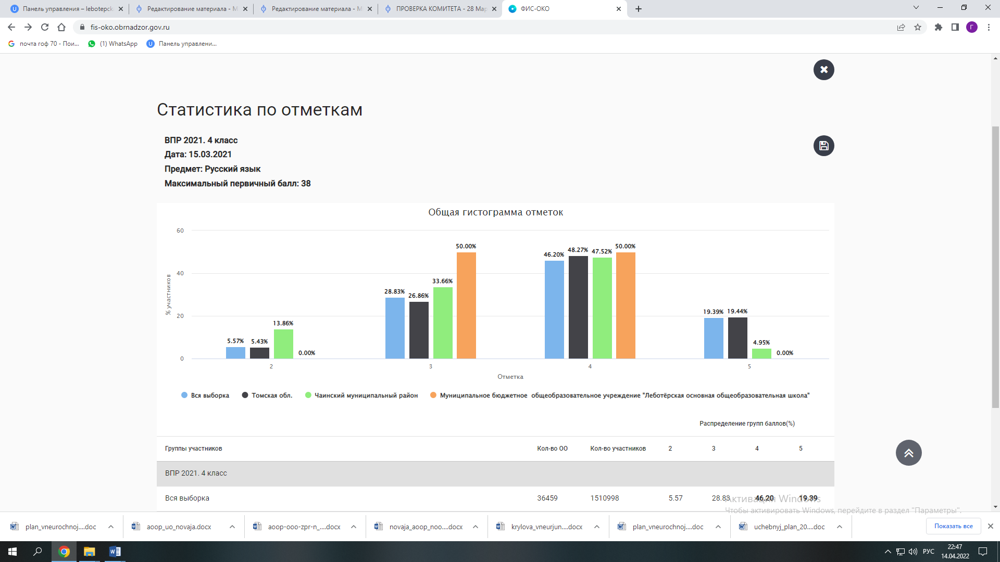 Панель управления – lebotepck
Редактирование материала - М
Редактирование материала - М
ПРОВЕРКА КОМИТЕТА - 28 Мар
ФИС-ОКО
fis-oko.obrnadzor.gov.ru
Г
почта гоф 70 - Пои...
(1) WhatsApp
Панель управлени...
Статистика по отметкам
ВПР 2021. 4 класс
Дата: 15.03.2021
Предмет: Русский язык
Максимальный первичный балл: 38
Общая гистограмма отметок
% участников
60
40
20
0
5.57%
5.43%
13.86%
0.00%
28.83%
26.86%
33.66%
50.00%
46.20%
48.27%
47.52%
50.00%
19.39%
19.44%
4.95%
0.00%
2
3
4
5
Отметка
Вся выборка
Томская обл.
Чаинский муниципальный район
Муниципальное бюджетное общеобразовательное учреждение "Леботёрская основная общеобразовательная школа"
Распределение групп баллов(%)
Группы участников Кол-во ОО Кол-во участников 2 3 4 5
ВПР 2021. 4 класс
Вся выборка 36459 1510998 5.57 28.83 46.20 19.39
Активация Windows
Чтобы активировать Windows, перейдите в раздел "Параметры".
plan_vneurochnoj....doc
aoop_uo_novaja.docx
aoop-ooo-zpr-n_....docx
novaja_aoop_noo....docx
krylova_vneurjun....docx
plan_vneurochnoj....doc
uchebnyj_plan_20....doc
Показать все
РУС
22:47
14.04.2022